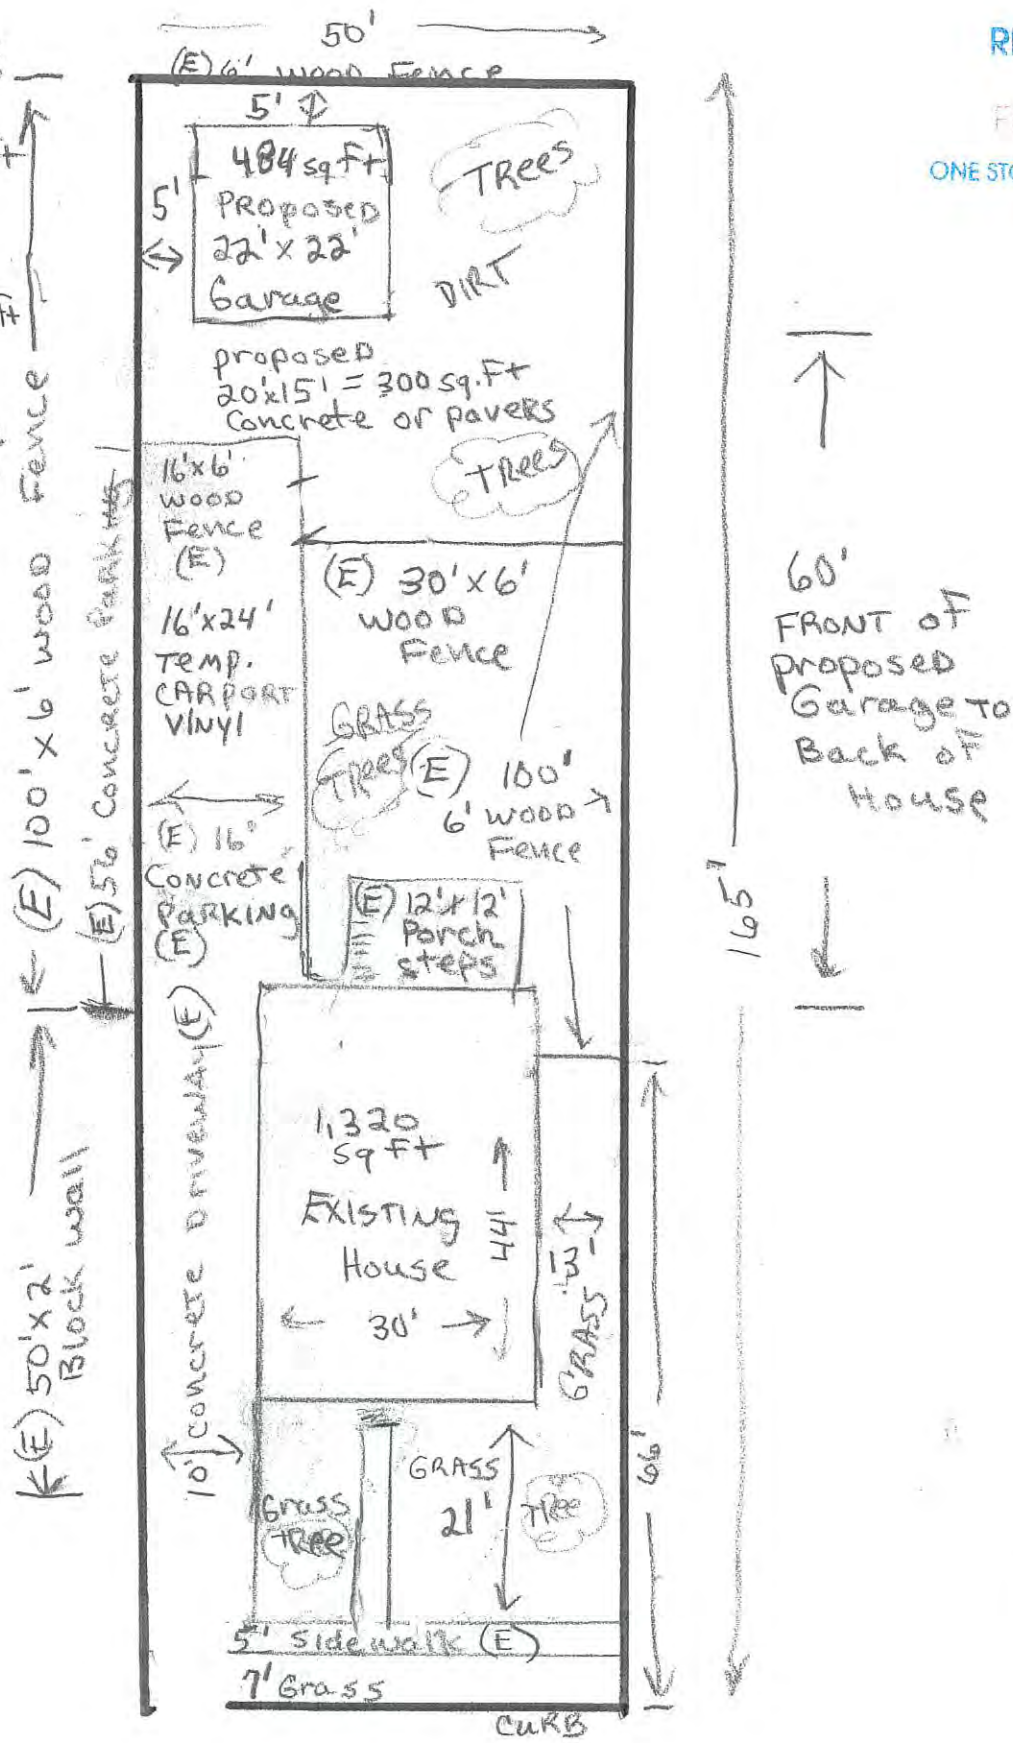 50'
(E) 6' wood Fence
5'
484 sq Ft
PROPOSED
22' x 22'
Garage
5'
TRees
DIRT
proposed
20'x15' = 300 sq.Ft
Concrete or pavers
TRees
16'x6'
WOOD
Fence
(E)
(E) 30' x 6'
WOOD
Fence
16'x24'
Temp.
CARPORT
VINYL
GRASS
TRees
(E) 100'
6' WOOD
Fence
(E) 16'
Concrete
PARKING
(E)
(E) 12' x 12'
Porch
steps
(E) 100' x 6' wood Fence
(E) 56' Concrete Parking
(E) 50' x 2'
Block wall
10' Concrete Driveway (E)
1,320
sq Ft
EXISTING
House
44'
30'
13'
GRASS
Grass
TRee
GRASS
21'
TRee
5' Sidewalk (E)
7' Grass
CURB
66'
165'
60'
FRONT of
proposed
Garage to
Back of
House
ONE ST